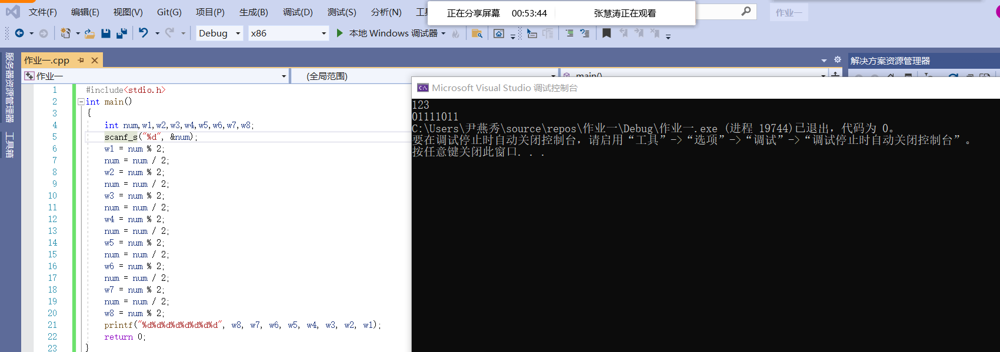 文件(F) 编辑(E) 视图(V) Git(G) 项目(P) 生成(B) 调试(D) 测试(S) 分析(N)
正在分享屏幕 00:53:44 张慧涛正在观看
作业一
Debug x86 本地 Windows 调试器
服务器资源管理器
工具箱
作业一.cpp
解决方案资源管理器
作业一 (全局范围) main()
1 #include<stdio.h>
2 int main()
3 {
4 int num,w1,w2,w3,w4,w5,w6,w7,w8;
5 scanf_s("%d", &num);
6 w1 = num % 2;
7 num = num / 2;
8 w2 = num % 2;
9 num = num / 2;
10 w3 = num % 2;
11 num = num / 2;
12 w4 = num % 2;
13 num = num / 2;
14 w5 = num % 2;
15 num = num / 2;
16 w6 = num % 2;
17 num = num / 2;
18 w7 = num % 2;
19 num = num / 2;
20 w8 = num % 2;
21 printf("%d%d%d%d%d%d%d%d", w8, w7, w6, w5, w4, w3, w2, w1);
22 return 0;
23 }
Microsoft Visual Studio 调试控制台
123
01111011
C:\Users\尹燕秀\source\repos\作业一\Debug\作业一.exe (进程 19744)已退出，代码为 0。
要在调试停止时自动关闭控制台，请启用“工具”->“选项”->“调试”->“调试停止时自动关闭控制台”。
按任意键关闭此窗口. . .